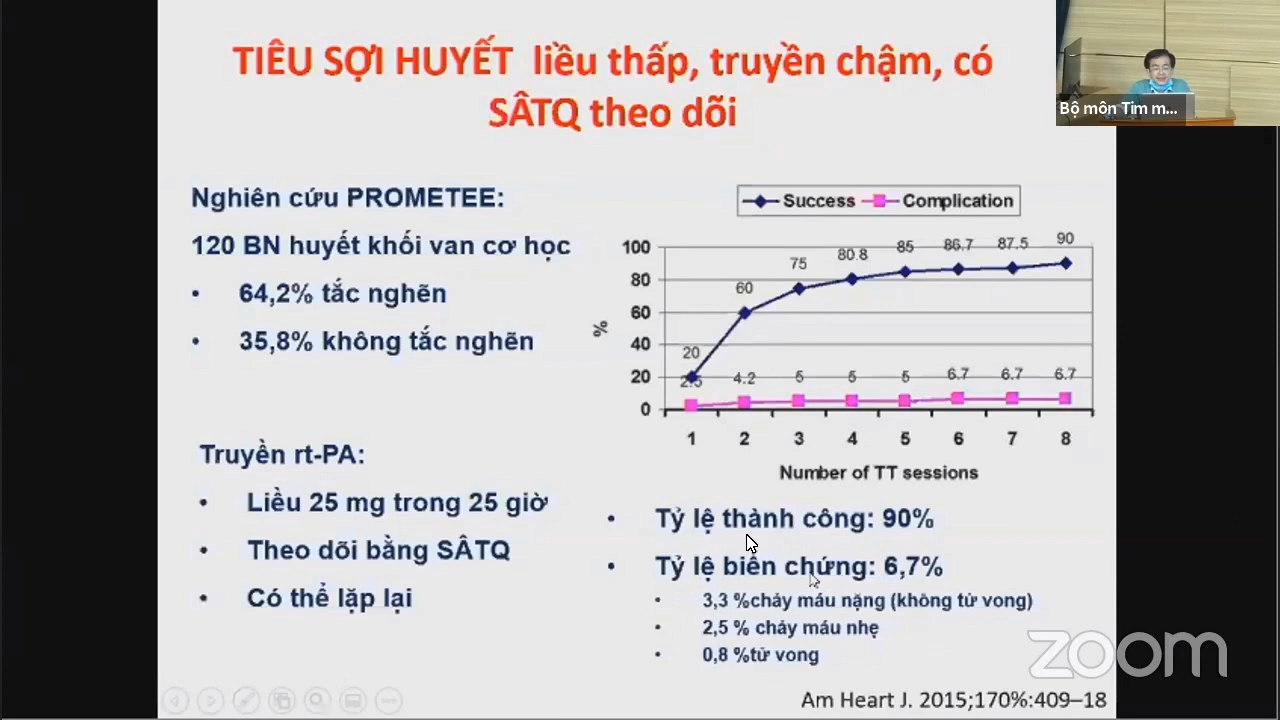 TIÊU SỢI HUYẾT liều thấp, truyền chậm, có
SÂTQ theo dõi
Bộ môn Tim m...
Nghiên cứu PROMETEE:
120 BN huyết khối van cơ học
• 64,2% tắc nghẽn
• 35,8% không tắc nghẽn
Success Complication
100
80
60
40
20
0
%
20 60 75 80.8 85 86.7 87.5 90
2.5 4.2 5 5 5 6.7 6.7 6.7
1 2 3 4 5 6 7 8
Number of TT sessions
Truyền rt-PA:
• Liều 25 mg trong 25 giờ
• Theo dõi bằng SÂTQ
• Có thể lặp lại
• Tỷ lệ thành công: 90%
• Tỷ lệ biến chứng: 6,7%
• 3,3 %chảy máu nặng (không tử vong)
• 2,5 % chảy máu nhẹ
• 0,8 %tử vong
zoom
Am Heart J. 2015;170%:409–18